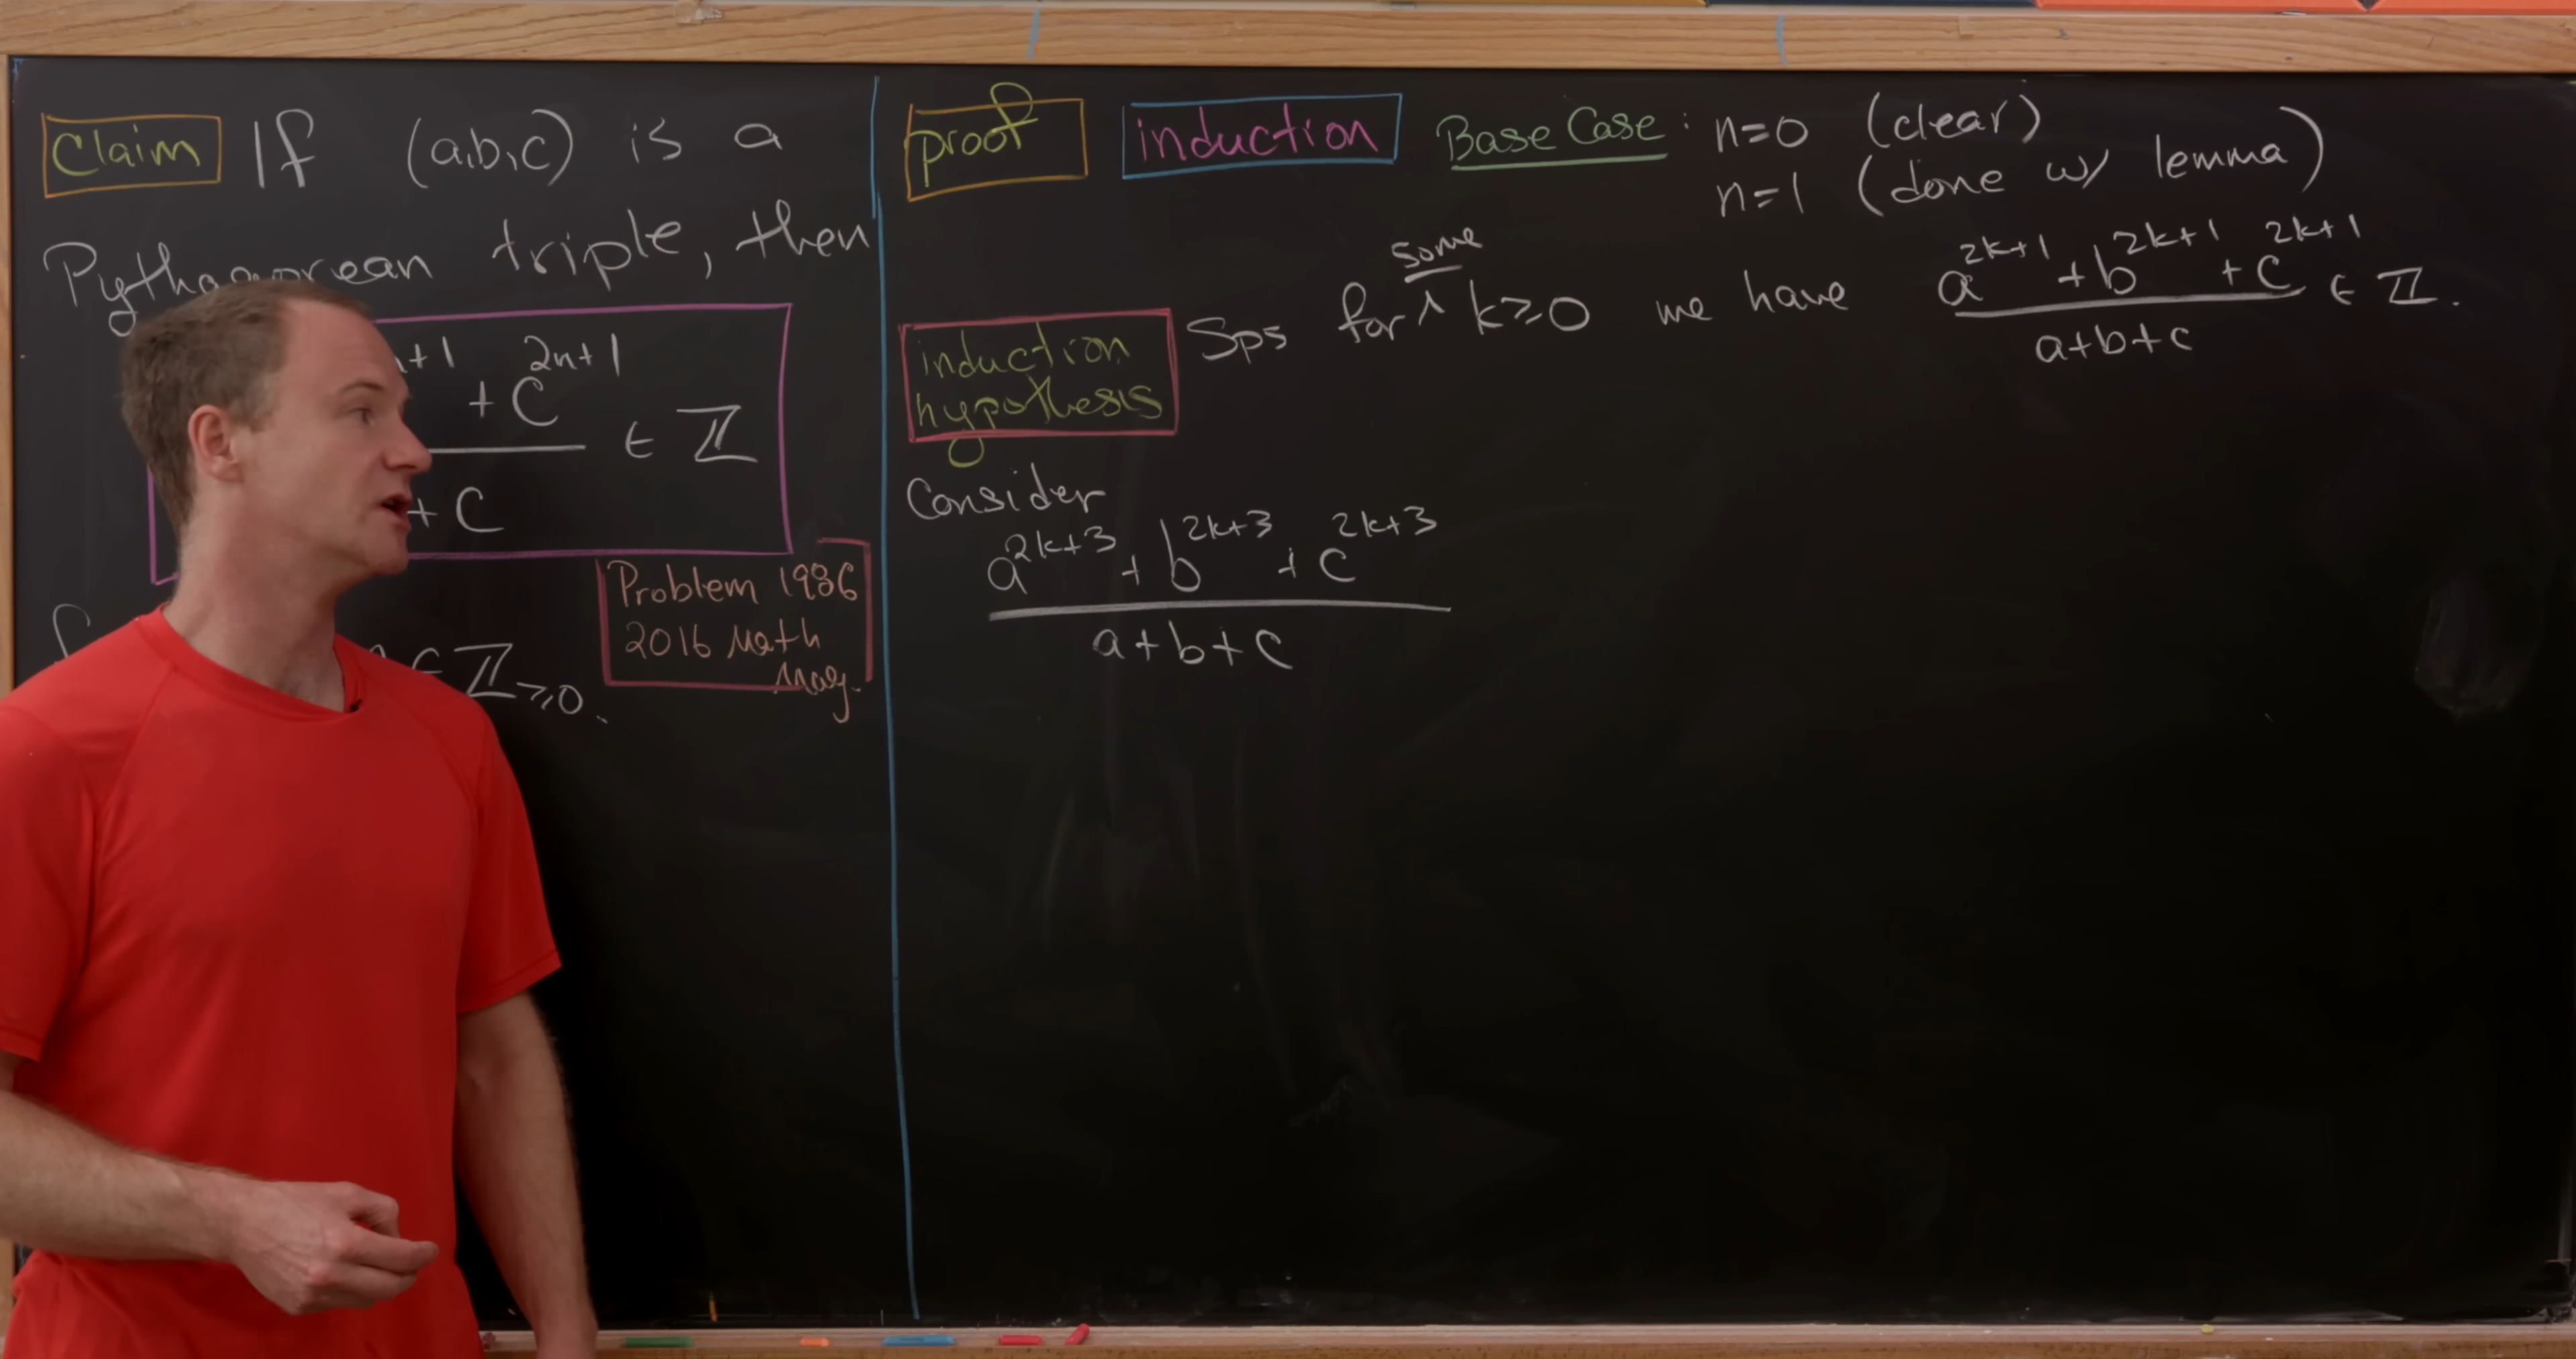 Claim If (a,b,c) is a
Pythagorean triple, then
n+1 2n+1
+ C
∈ ℤ
+ C
∈ ℤ≥0.
Problem 1986
2016 Math
Mag.
proof induction Base Case: n=0 (clear)
n=1 (done w/ lemma)
induction hypothesis Sps for some k≥0 we have a^{2k+1} + b^{2k+1} + c^{2k+1} / a+b+c ∈ ℤ.
Consider
a^{2k+3} + b^{2k+3} + c^{2k+3}
a+b+c